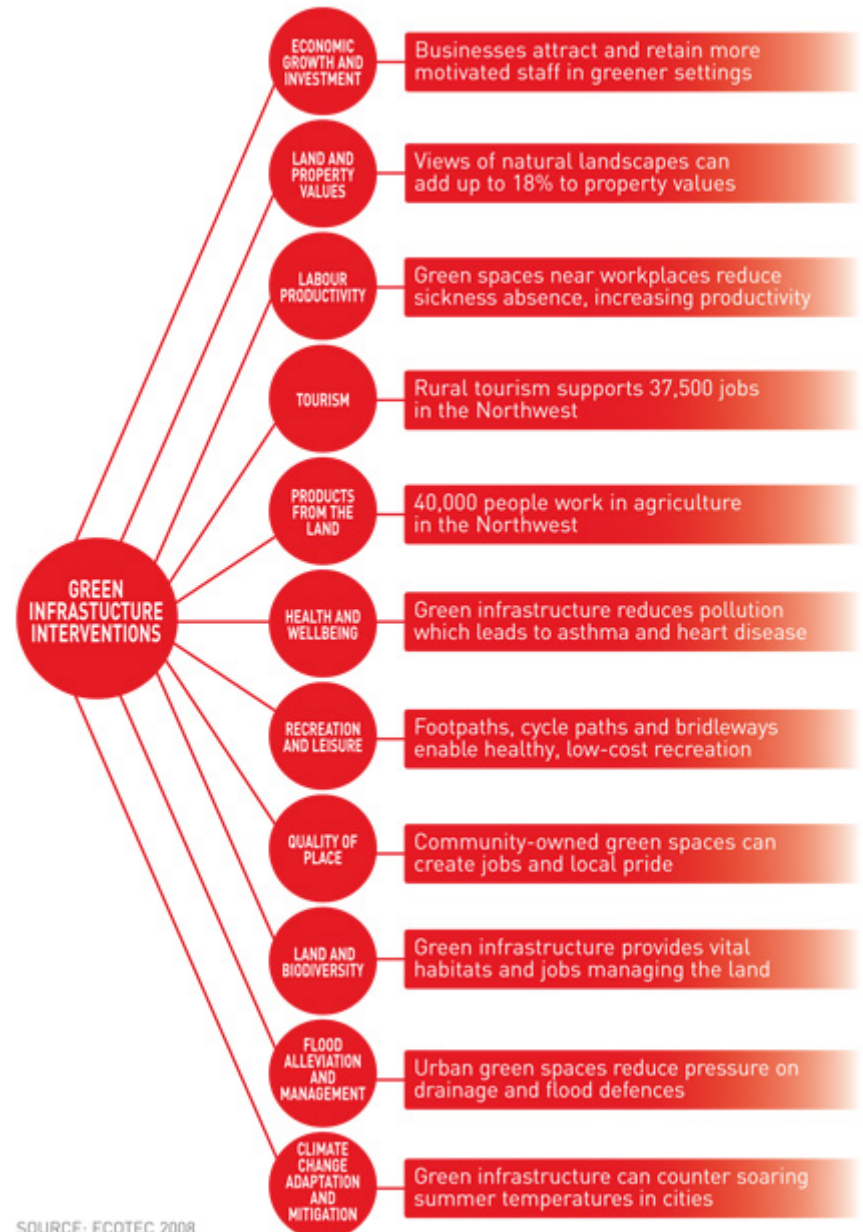 ECONOMIC
GROWTH AND
INVESTMENT
Businesses attract and retain more
motivated staff in greener settings
LAND AND
PROPERTY
VALUES
Views of natural landscapes can
add up to 18% to property values
LABOUR
PRODUCTIVITY
Green spaces near workplaces reduce
sickness absence, increasing productivity
TOURISM
Rural tourism supports 37,500 jobs
in the Northwest
PRODUCTS
FROM THE
LAND
40,000 people work in agriculture
in the Northwest
GREEN
INFRASTUCTURE
INTERVENTIONS
HEALTH AND
WELLBEING
Green infrastructure reduces pollution
which leads to asthma and heart disease
RECREATION
AND LEISURE
Footpaths, cycle paths and bridleways
enable healthy, low-cost recreation
QUALITY OF
PLACE
Community-owned green spaces can
create jobs and local pride
LAND AND
BIODIVERSITY
Green infrastructure provides vital
habitats and jobs managing the land
FLOOD
ALLEVIATION
AND
MANAGEMENT
Urban green spaces reduce pressure on
drainage and flood defences
CLIMATE
CHANGE
ADAPTATION
AND
MITIGATION
Green infrastructure can counter soaring
summer temperatures in cities
SOURCE: ECOTEC 2008